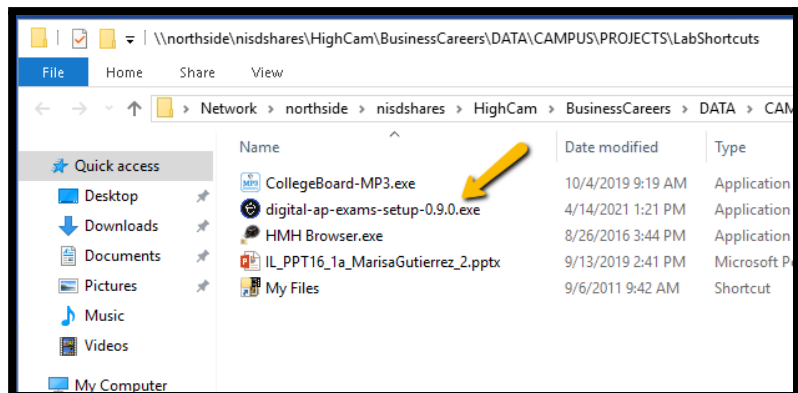 \\northside\nisdshares\HighCam\BusinessCareers\DATA\CAMPUS\PROJECTS\LabShortcuts
File Home Share View
Network > northside > nisdshares > HighCam > BusinessCareers > DATA > CAM
Name Date modified Type
Quick access
CollegeBoard-MP3.exe 10/4/2019 9:19 AM Application
Desktop
digital-ap-exams-setup-0.9.0.exe 4/14/2021 1:21 PM Application
Downloads
HMH Browser.exe 8/26/2016 3:44 PM Application
Documents
IL_PPT16_1a_MarisaGutierrez_2.pptx 9/13/2019 2:41 PM Microsoft P
Pictures
My Files 9/6/2011 9:42 AM Shortcut
Music
Videos
My Computer